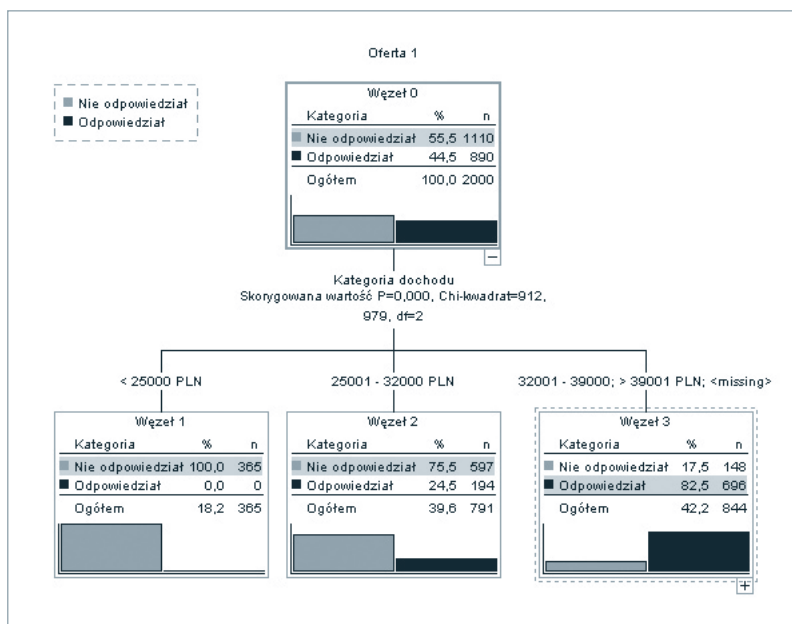 Oferta 1
Nie odpowiedział
Odpowiedział
Węzeł 0
Kategoria % n
Nie odpowiedział 55,5 1110
Odpowiedział 44,5 890
Ogółem 100,0 2000
Kategoria dochodu
Skorygowana wartość P=0,000, Chi-kwadrat=912,
979, df=2
< 25000 PLN
25001 - 32000 PLN
32001 - 39000; > 39001 PLN; <missing>
Węzeł 1
Kategoria % n
Nie odpowiedział 100,0 365
Odpowiedział 0,0 0
Ogółem 18,2 365
Węzeł 2
Kategoria % n
Nie odpowiedział 75,5 597
Odpowiedział 24,5 194
Ogółem 39,6 791
Węzeł 3
Kategoria % n
Nie odpowiedział 17,5 148
Odpowiedział 82,5 696
Ogółem 42,2 844